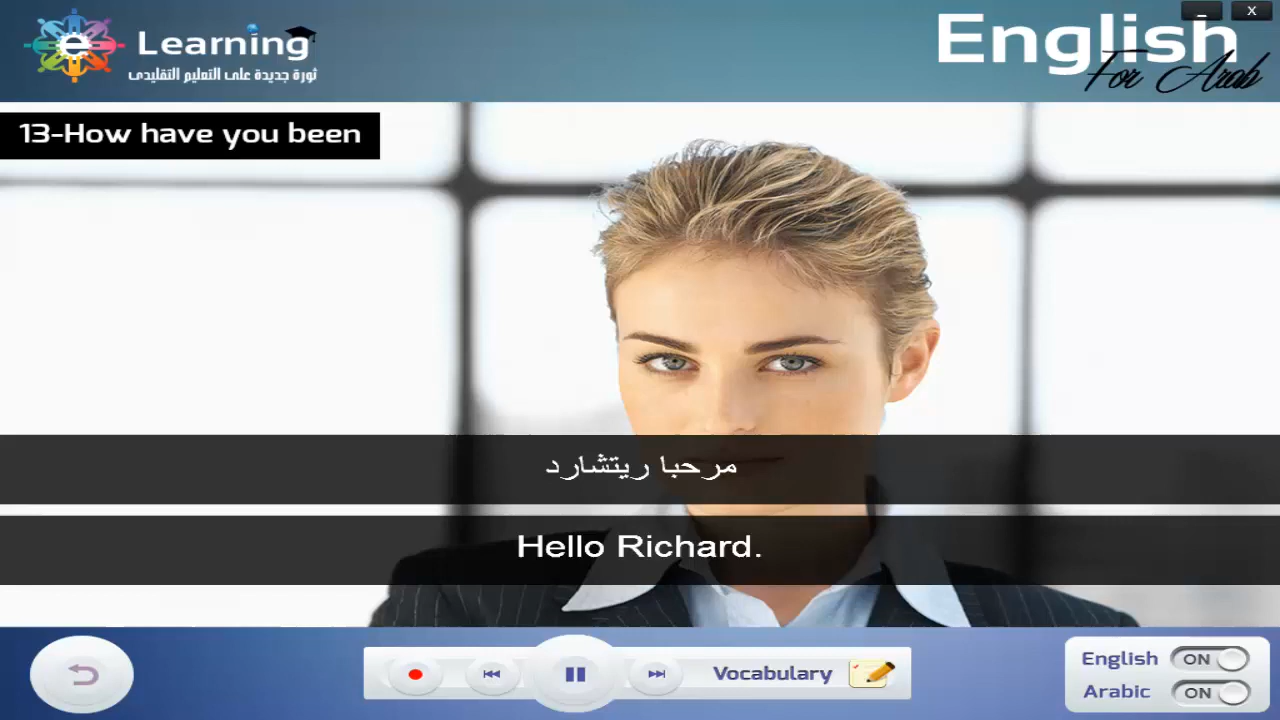 e Learning
ثورة جديدة على التعليم التقليدى
English
For Arab
_ X
13-How have you been
مرحبا ريتشارد
Hello Richard.
Vocabulary
English ON
Arabic ON